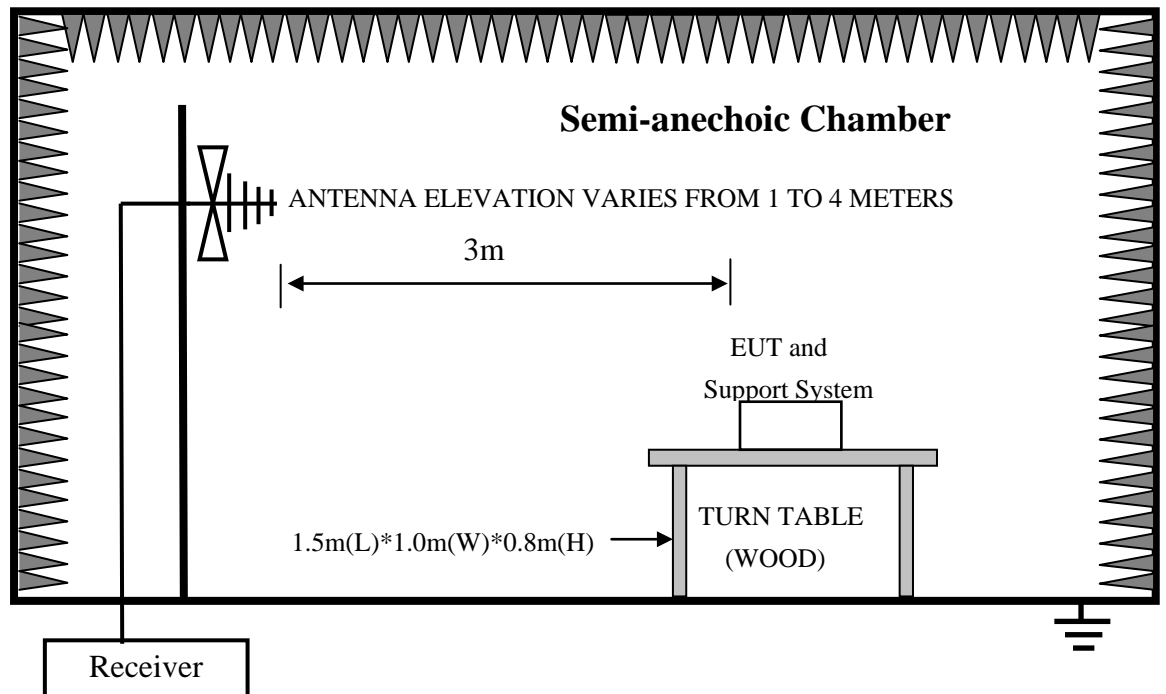 Semi-anechoic Chamber
ANTENNA ELEVATION VARIES FROM 1 TO 4 METERS
3m
EUT and
Support System
TURN TABLE
1.5m(L)*1.0m(W)*0.8m(H)
(WOOD)
Receiver